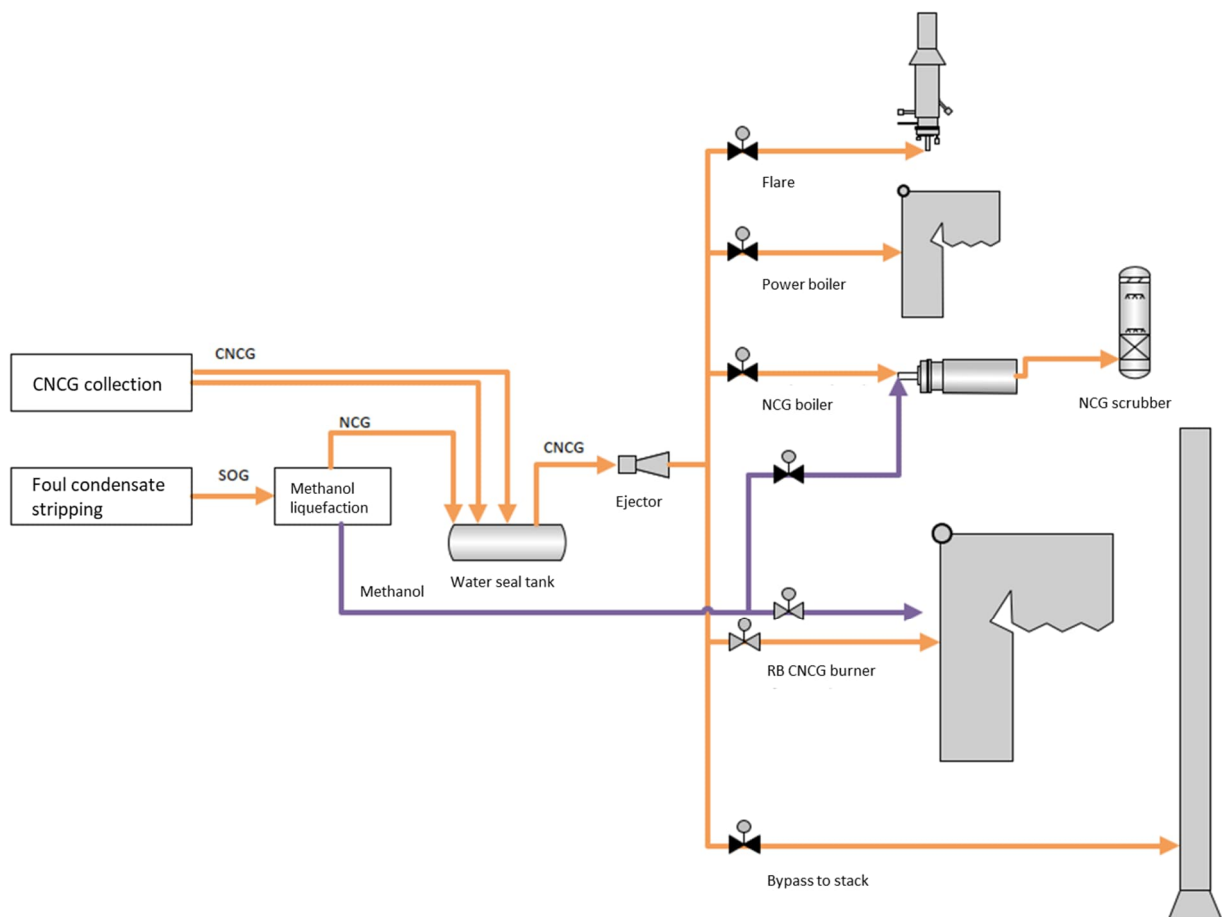 Flare
Power boiler
CNCG
CNCG collection
NCG boiler
NCG scrubber
NCG
CNCG
SOG
Foul condensate
stripping
Methanol
liquefaction
Ejector
Water seal tank
Methanol
RB CNCG burner
Bypass to stack